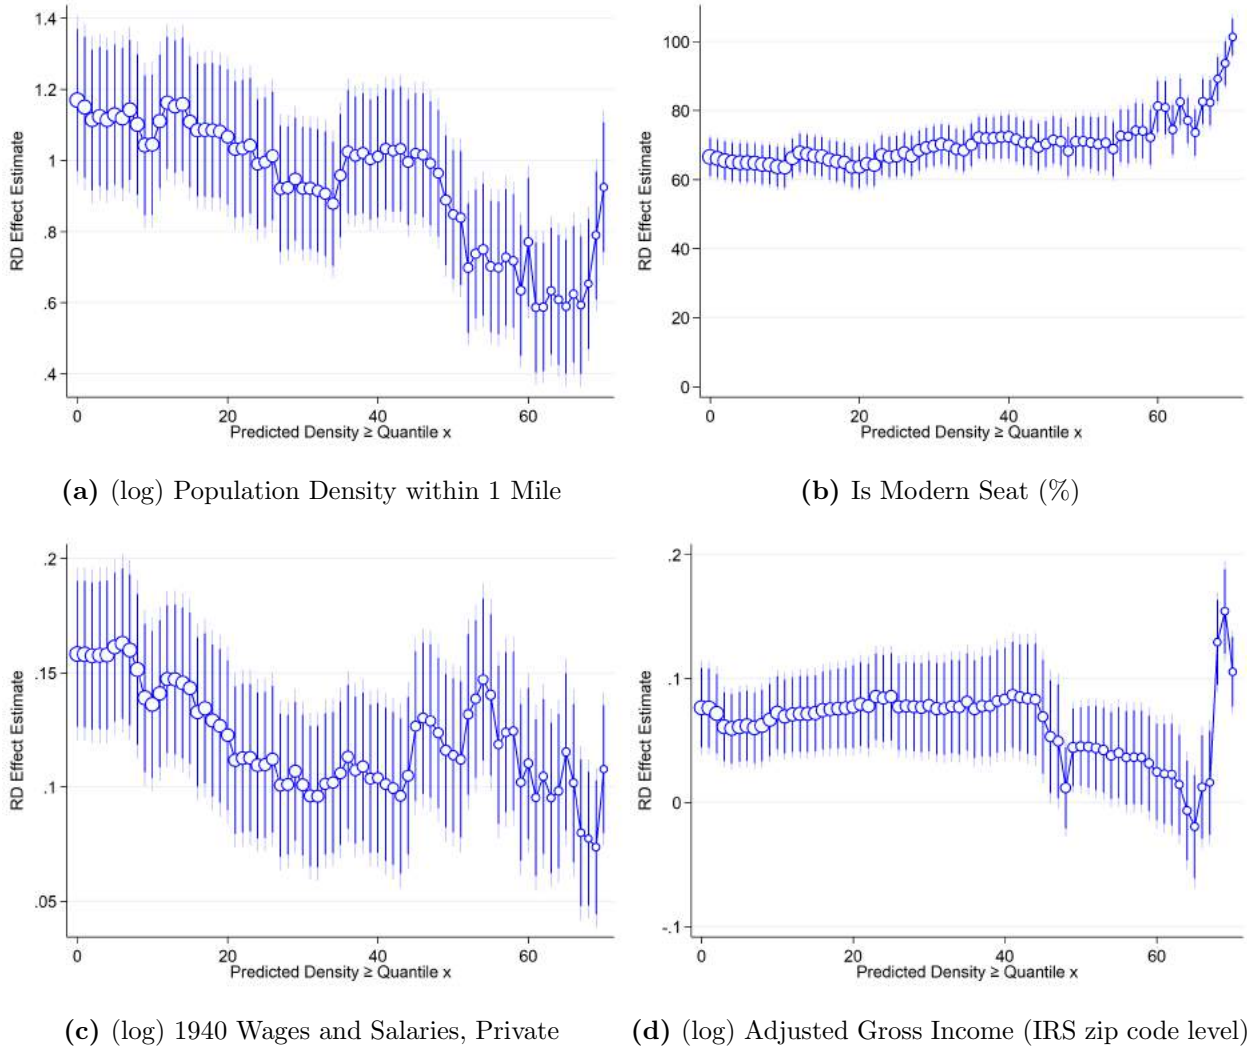 1.4
1.2
1
.8
.6
.4
RD Effect Estimate
0 20 40 60
Predicted Density ≥ Quantile x
(a) (log) Population Density within 1 Mile
100
80
60
40
20
0
RD Effect Estimate
0 20 40 60
Predicted Density ≥ Quantile x
(b) Is Modern Seat (%)
.2
.15
.1
.05
RD Effect Estimate
0 20 40 60
Predicted Density ≥ Quantile x
(c) (log) 1940 Wages and Salaries, Private
.2
.1
0
-.1
RD Effect Estimate
0 20 40 60
Predicted Density ≥ Quantile x
(d) (log) Adjusted Gross Income (IRS zip code level)